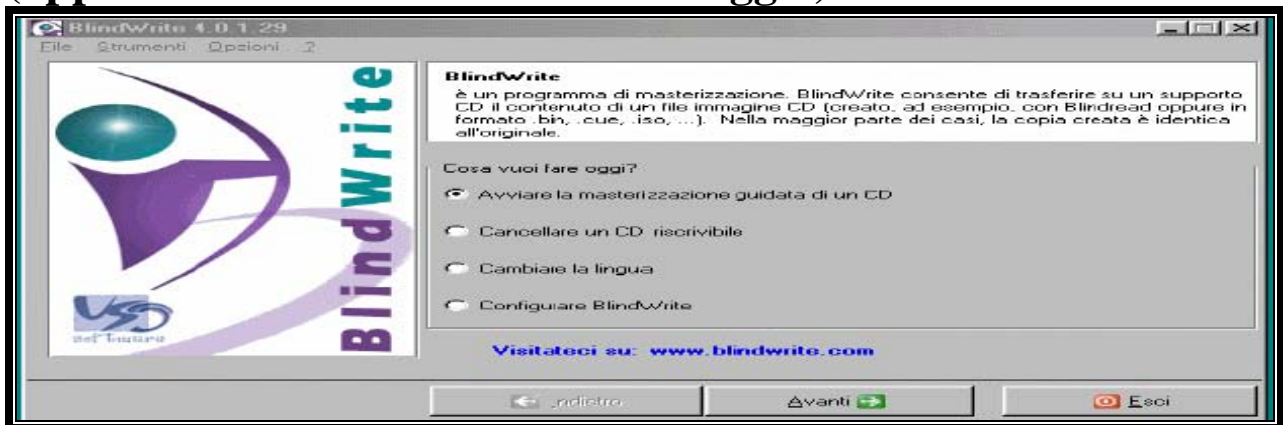 BlindWrite 4.0.1.29
File Strumenti Opzioni ?
BlindWrite
BlindWrite
è un programma di masterizzazione. BlindWrite consente di trasferire su un supporto
CD il contenuto di un file immagine CD (creato, ad esempio, con Blindread oppure in
formato .bin, .cue, .iso, ...). Nella maggior parte dei casi, la copia creata è identica
all'originale.
Cosa vuoi fare oggi?
Avviare la masterizzazione guidata di un CD
Cancellare un CD riscrivibile
Cambiare la lingua
Configurare BlindWrite
VSO
software
Visitateci su: www.blindwrite.com
Indietro Avanti Esci